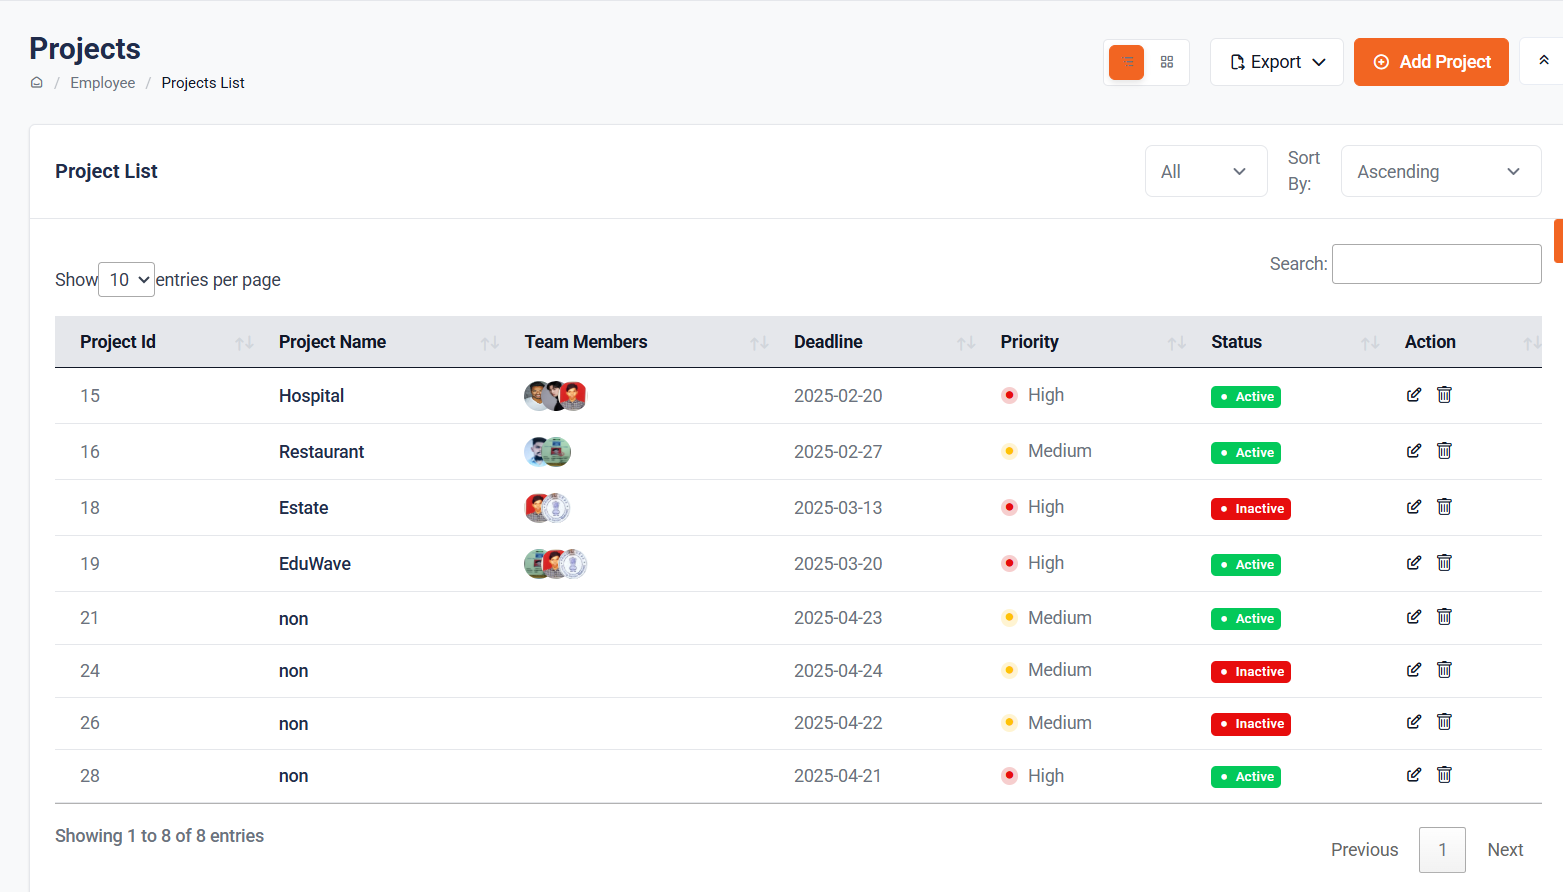 Projects
/ Employee / Projects List
Export
Add Project
Project List
All
Sort By:
Ascending
Show 10 entries per page
Search:
Project Id Project Name Team Members Deadline Priority Status Action
15 Hospital 2025-02-20 High Active
16 Restaurant 2025-02-27 Medium Active
18 Estate 2025-03-13 High Inactive
19 EduWave 2025-03-20 High Active
21 non 2025-04-23 Medium Active
24 non 2025-04-24 Medium Inactive
26 non 2025-04-22 Medium Inactive
28 non 2025-04-21 High Active
Showing 1 to 8 of 8 entries
Previous 1 Next